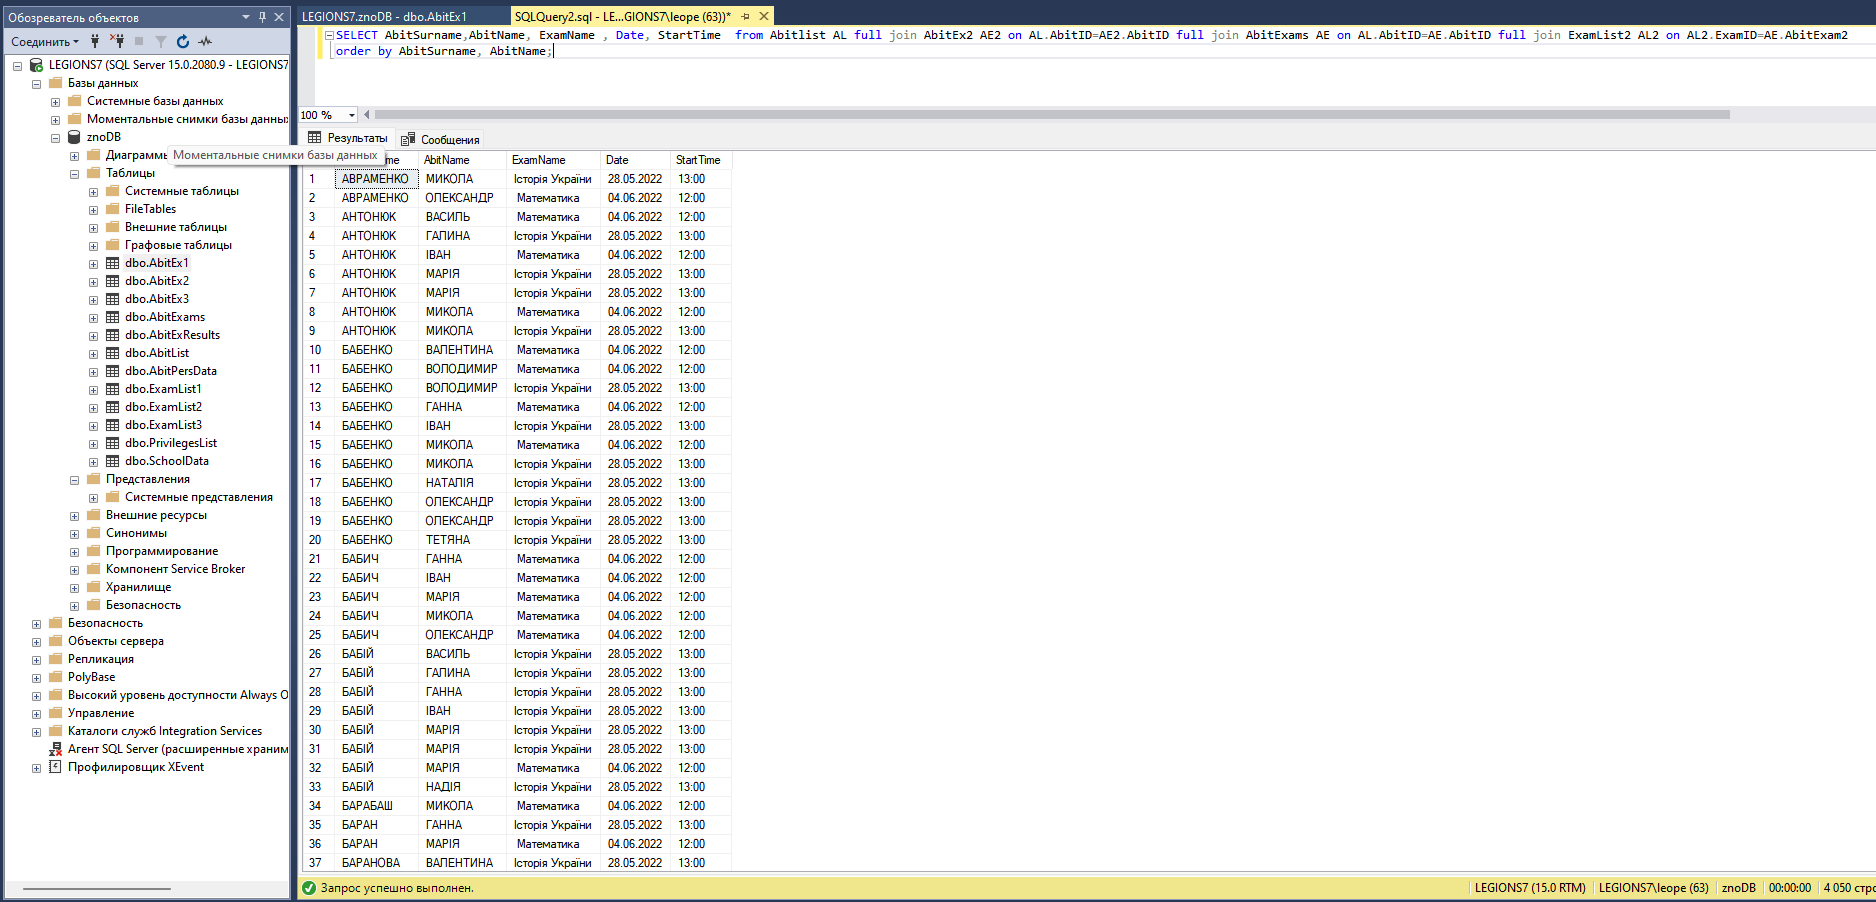 Обозреватель объектов
Соединить
LEGIONS7 (SQL Server 15.0.2080.9 - LEGIONS7
Базы данных
Системные базы данных
Моментальные снимки базы данны
znoDB
Диаграммы
Моментальные снимки базы данных
Таблицы
Системные таблицы
FileTables
Внешние таблицы
Графовые таблицы
dbo.AbitEx1
dbo.AbitEx2
dbo.AbitEx3
dbo.AbitExams
dbo.AbitExResults
dbo.AbitList
dbo.AbitPersData
dbo.ExamList1
dbo.ExamList2
dbo.ExamList3
dbo.PrivilegesList
dbo.SchoolData
Представления
Системные представления
Внешние ресурсы
Синонимы
Программирование
Компонент Service Broker
Хранилище
Безопасность
Безопасность
Объекты сервера
Репликация
PolyBase
Высокий уровень доступности Always O
Управление
Каталоги служб Integration Services
Агент SQL Server (расширенные храним
Профилировщик XEvent
LEGIONS7.znoDB - dbo.AbitEx1
SQLQuery2.sql - LE...GIONS7\leope (63))*
SELECT AbitSurname,AbitName, ExamName , Date, StartTime from Abitlist AL full join AbitEx2 AE2 on AL.AbitID=AE2.AbitID full join AbitExams AE on AL.AbitID=AE.AbitID full join ExamList2 AL2 on AL2.ExamID=AE.AbitExam2
order by AbitSurname, AbitName;
100 %
Результаты Сообщения
me AbitName ExamName Date StartTime
1 АВРАМЕНКО МИКОЛА Історія України 28.05.2022 13:00
2 АВРАМЕНКО ОЛЕКСАНДР Математика 04.06.2022 12:00
3 АНТОНЮК ВАСИЛЬ Математика 04.06.2022 12:00
4 АНТОНЮК ГАЛИНА Історія України 28.05.2022 13:00
5 АНТОНЮК ІВАН Математика 04.06.2022 12:00
6 АНТОНЮК МАРІЯ Історія України 28.05.2022 13:00
7 АНТОНЮК МАРІЯ Історія України 28.05.2022 13:00
8 АНТОНЮК МИКОЛА Математика 04.06.2022 12:00
9 АНТОНЮК МИКОЛА Історія України 28.05.2022 13:00
10 БАБЕНКО ВАЛЕНТИНА Математика 04.06.2022 12:00
11 БАБЕНКО ВОЛОДИМИР Математика 04.06.2022 12:00
12 БАБЕНКО ВОЛОДИМИР Історія України 28.05.2022 13:00
13 БАБЕНКО ГАННА Математика 04.06.2022 12:00
14 БАБЕНКО ІВАН Історія України 28.05.2022 13:00
15 БАБЕНКО МИКОЛА Математика 04.06.2022 12:00
16 БАБЕНКО МИКОЛА Історія України 28.05.2022 13:00
17 БАБЕНКО НАТАЛІЯ Історія України 28.05.2022 13:00
18 БАБЕНКО ОЛЕКСАНДР Історія України 28.05.2022 13:00
19 БАБЕНКО ОЛЕКСАНДР Історія України 28.05.2022 13:00
20 БАБЕНКО ТЕТЯНА Історія України 28.05.2022 13:00
21 БАБИЧ ГАННА Математика 04.06.2022 12:00
22 БАБИЧ ІВАН Математика 04.06.2022 12:00
23 БАБИЧ МАРІЯ Математика 04.06.2022 12:00
24 БАБИЧ МИКОЛА Математика 04.06.2022 12:00
25 БАБИЧ ОЛЕКСАНДР Математика 04.06.2022 12:00
26 БАБІЙ ВАСИЛЬ Історія України 28.05.2022 13:00
27 БАБІЙ ГАЛИНА Історія України 28.05.2022 13:00
28 БАБІЙ ГАННА Історія України 28.05.2022 13:00
29 БАБІЙ ІВАН Історія України 28.05.2022 13:00
30 БАБІЙ МАРІЯ Історія України 28.05.2022 13:00
31 БАБІЙ МАРІЯ Історія України 28.05.2022 13:00
32 БАБІЙ МАРІЯ Математика 04.06.2022 12:00
33 БАБІЙ НАДІЯ Історія України 28.05.2022 13:00
34 БАРАБАШ МИКОЛА Математика 04.06.2022 12:00
35 БАРАН ГАННА Історія України 28.05.2022 13:00
36 БАРАН МАРІЯ Математика 04.06.2022 12:00
37 БАРАНОВА ВАЛЕНТИНА Історія України 28.05.2022 13:00
Запрос успешно выполнен.
LEGIONS7 (15.0 RTM) LEGIONS7\leope (63) znoDB 00:00:00 4 050 стро